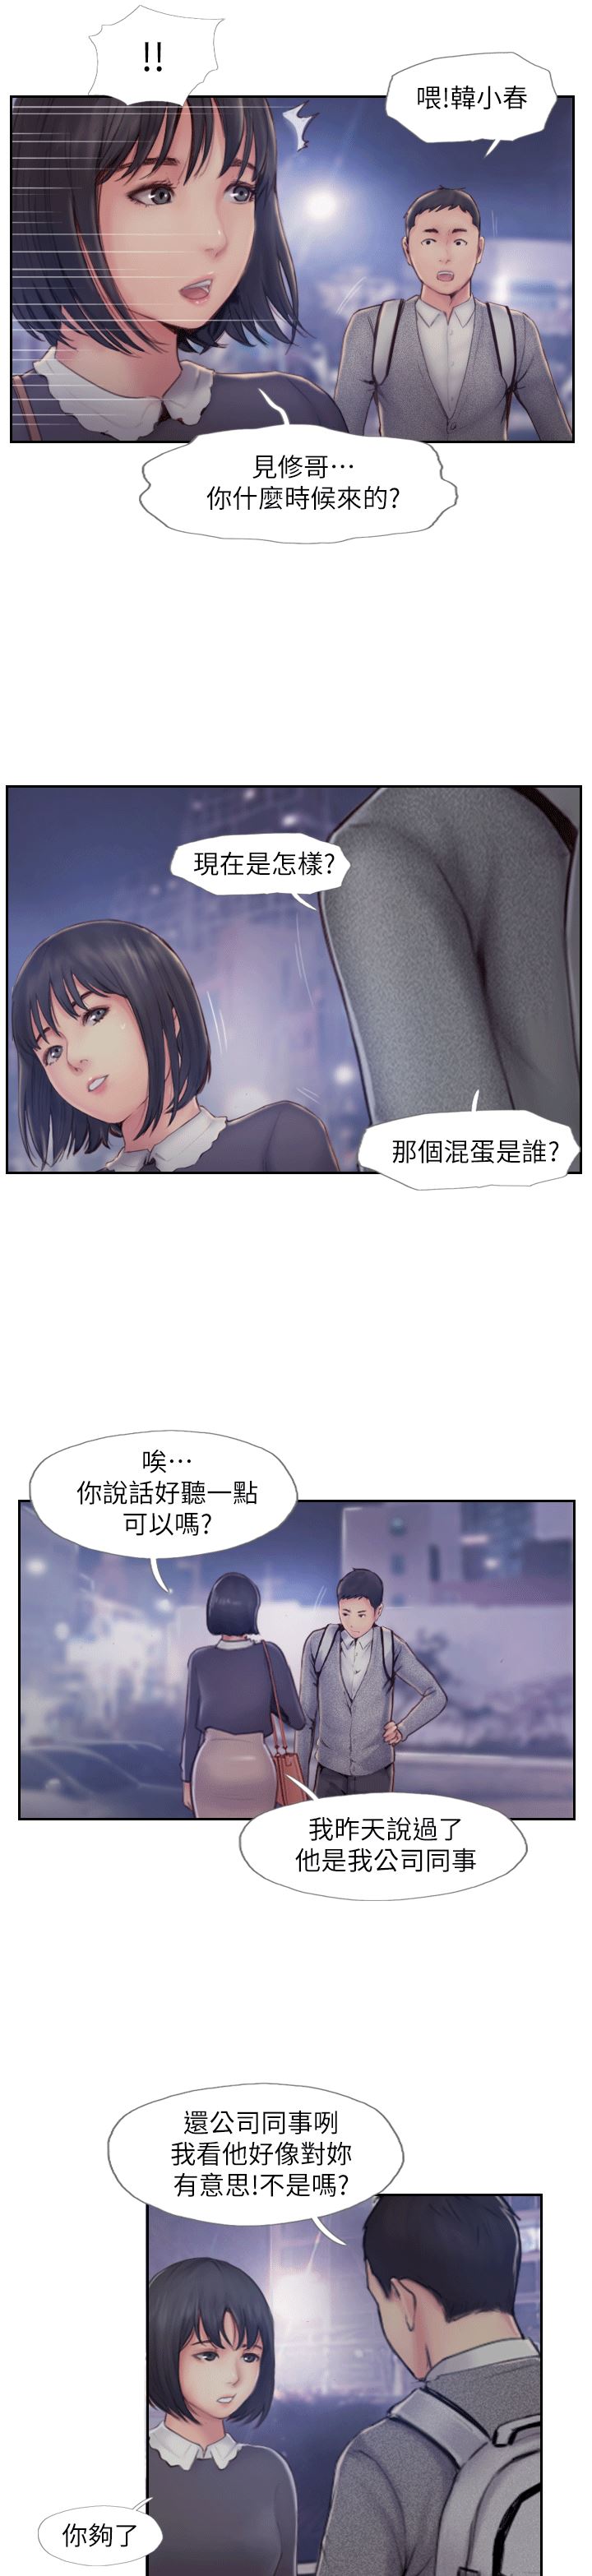 !!
喂!韓小春
見修哥…
你什麼時候來的?
現在是怎樣?
那個混蛋是誰?
唉…
你說話好聽一點
可以嗎?
我昨天說過了
他是我公司同事
還公司同事咧
我看他好像對妳
有意思!不是嗎?
你夠了